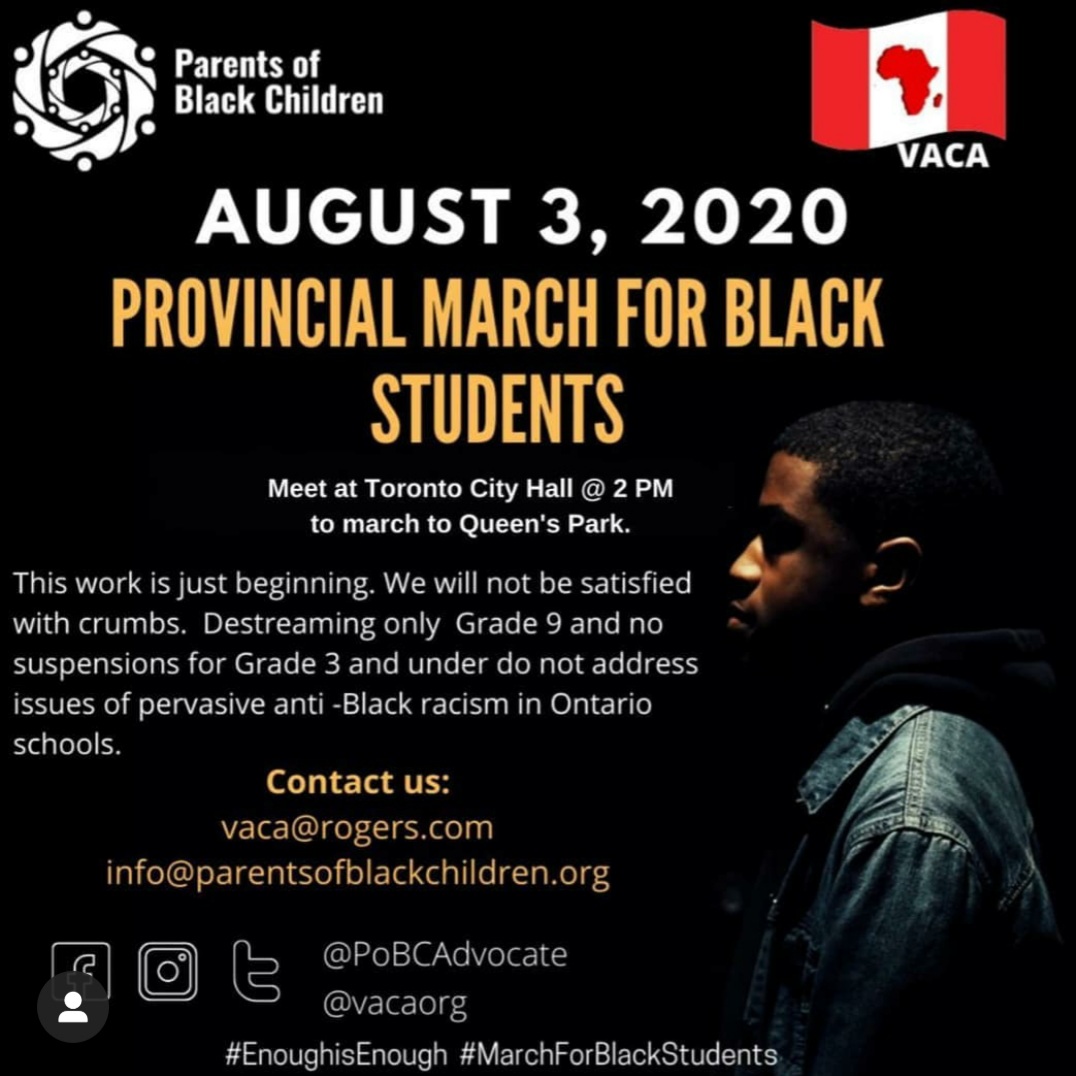 Parents of
Black Children
VACA
AUGUST 3, 2020
PROVINCIAL MARCH FOR BLACK
STUDENTS
Meet at Toronto City Hall @ 2 PM
to march to Queen's Park.
This work is just beginning. We will not be satisfied
with crumbs.  Destreaming only  Grade 9 and no
suspensions for Grade 3 and under do not address
issues of pervasive anti -Black racism in Ontario
schools.
Contact us:
vaca@rogers.com
info@parentsofblackchildren.org
@PoBCAdvocate
@vacaorg
#EnoughisEnough #MarchForBlackStudents